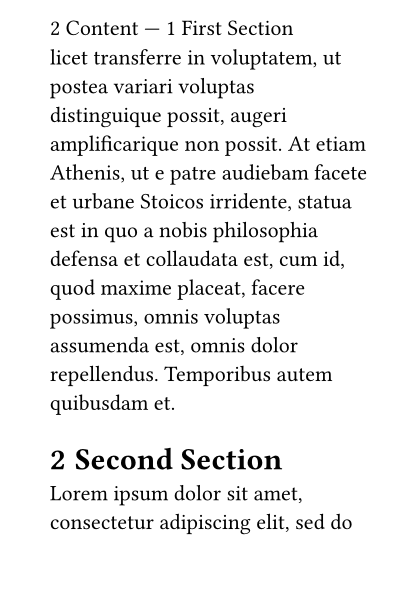 2 Content — 1 First Section
licet transferre in voluptatem, ut
postea variari voluptas
distinguique possit, augeri
amplificarique non possit. At etiam
Athenis, ut e patre audiebam facete
et urbane Stoicos irridente, statua
est in quo a nobis philosophia
defensa et collaudata est, cum id,
quod maxime placeat, facere
possimus, omnis voluptas
assumenda est, omnis dolor
repellendus. Temporibus autem
quibusdam et.
2 Second Section
Lorem ipsum dolor sit amet,
consectetur adipiscing elit, sed do